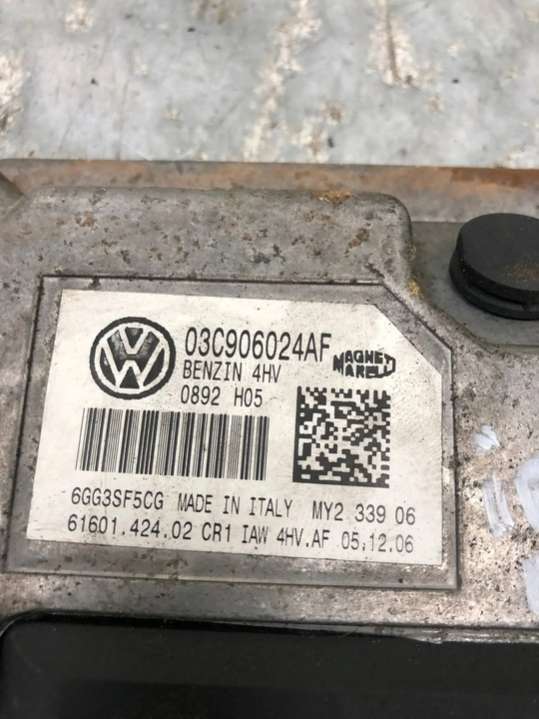 03C906024AF
BENZIN 4HV
MAGNETI
MARELLI
0892 H05
6GG3SF5CG MADE IN ITALY MY2 339 06
61601.424.02 CR1 IAW 4HV.AF 05.12.06